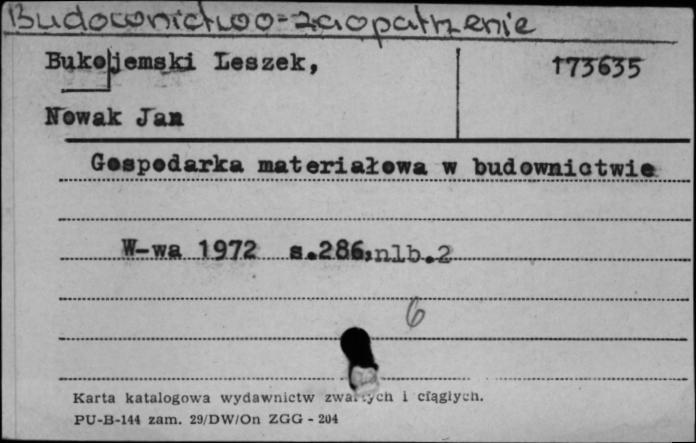 Budownictwo-zaopatrzenie
Bukojemski Leszek, 173635
Nowak Jan
Gospodarka materiałowa w budownictwie
W-wa 1972 s.286,nlb.2
6
Karta katalogowa wydawnictw zwartych i ciągłych.
PU-B-144 zam. 29/DW/On ZGG - 204